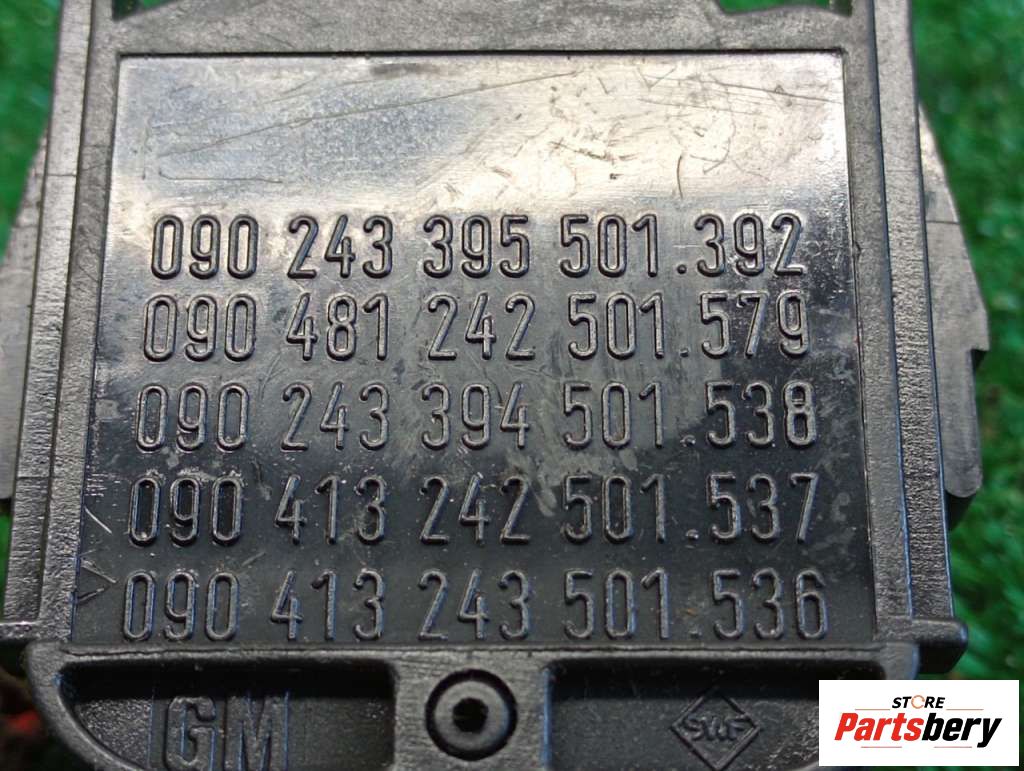 090 243 395 501.392
090 481 242 501.579
090 243 394 501.538
090 413 242 501.537
090 413 243 501.536
GM
SWF
STORE
Partsbery